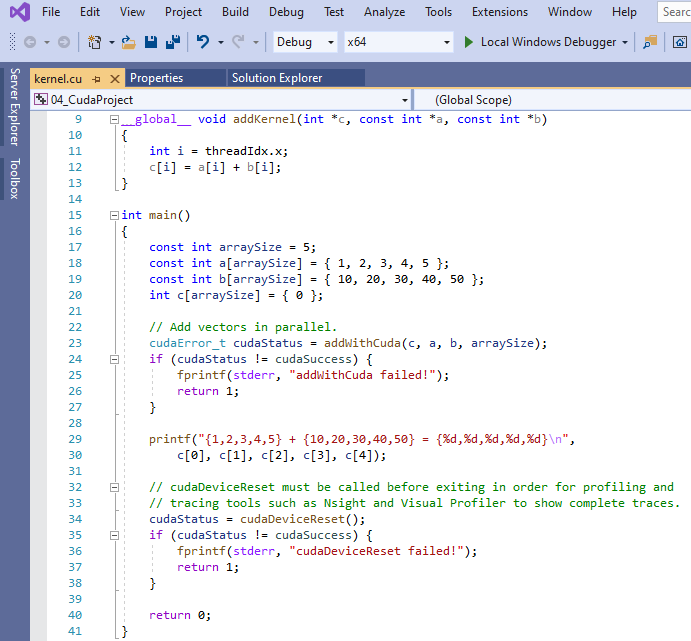 File Edit View Project Build Debug Test Analyze Tools Extensions Window Help Searc
Debug x64 Local Windows Debugger
Server Explorer
Toolbox
kernel.cu Properties Solution Explorer
04_CudaProject (Global Scope)
9 __global__ void addKernel(int *c, const int *a, const int *b)
10 {
11 int i = threadIdx.x;
12 c[i] = a[i] + b[i];
13 }
14
15 int main()
16 {
17 const int arraySize = 5;
18 const int a[arraySize] = { 1, 2, 3, 4, 5 };
19 const int b[arraySize] = { 10, 20, 30, 40, 50 };
20 int c[arraySize] = { 0 };
21
22 // Add vectors in parallel.
23 cudaError_t cudaStatus = addWithCuda(c, a, b, arraySize);
24 if (cudaStatus != cudaSuccess) {
25 fprintf(stderr, "addWithCuda failed!");
26 return 1;
27 }
28
29 printf("{1,2,3,4,5} + {10,20,30,40,50} = {%d,%d,%d,%d,%d}\n",
30 c[0], c[1], c[2], c[3], c[4]);
31
32 // cudaDeviceReset must be called before exiting in order for profiling and
33 // tracing tools such as Nsight and Visual Profiler to show complete traces.
34 cudaStatus = cudaDeviceReset();
35 if (cudaStatus != cudaSuccess) {
36 fprintf(stderr, "cudaDeviceReset failed!");
37 return 1;
38 }
39
40 return 0;
41 }